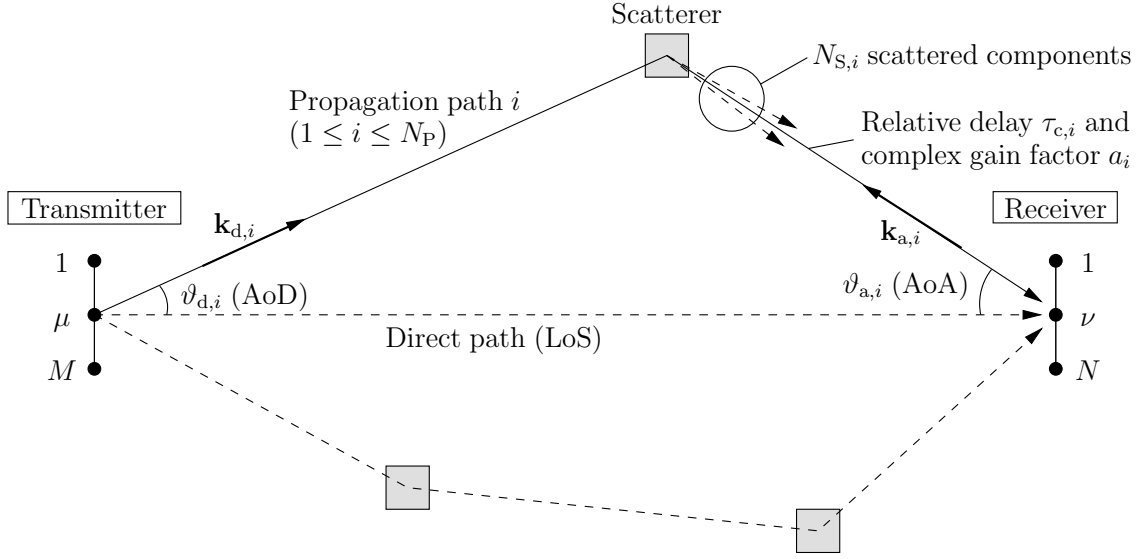 Scatterer
N_{S,i} scattered components
Propagation path i
(1 ≤ i ≤ N_P)
Relative delay τ_{c,i} and
complex gain factor a_i
Transmitter
Receiver
k_{d,i}
k_{a,i}
1
1
ϑ_{d,i} (AoD)
ϑ_{a,i} (AoA)
μ
ν
Direct path (LoS)
M
N